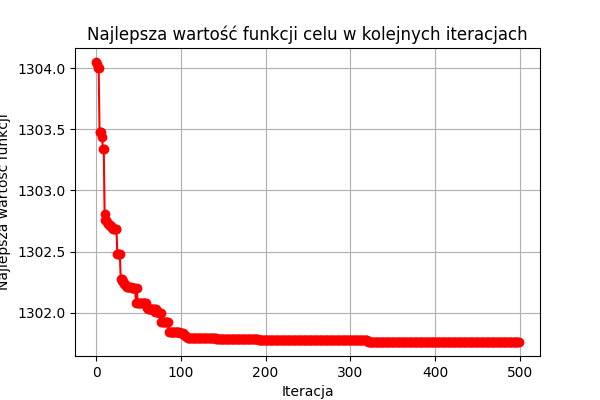 Najlepsza wartość funkcji celu w kolejnych iteracjach
Najlepsza wartość funkcji
1304.0
1303.5
1303.0
1302.5
1302.0
0 100 200 300 400 500
Iteracja